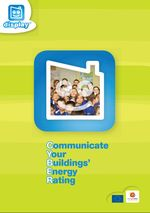 display
Communicate
Your
Buildings'
Energy
Rating